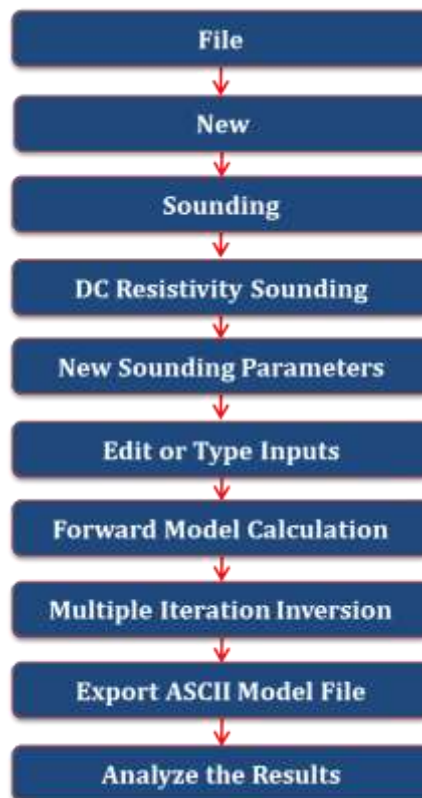 File
New
Sounding
DC Resistivity Sounding
New Sounding Parameters
Edit or Type Inputs
Forward Model Calculation
Multiple Iteration Inversion
Export ASCII Model File
Analyze the Results